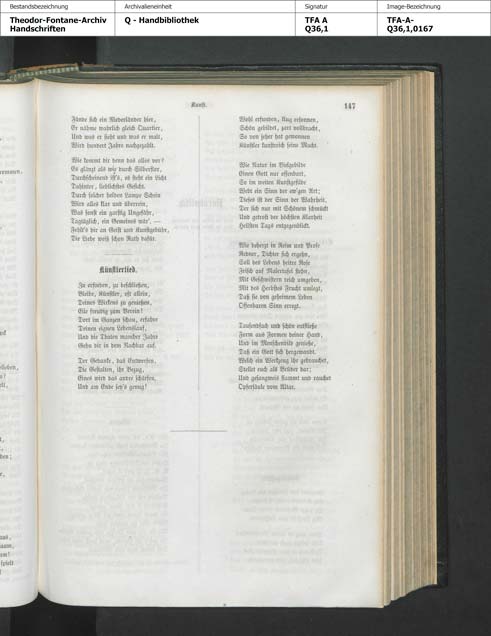 Bestandsbezeichnung
Theodor-Fontane-Archiv
Handschriften
Archivalieneinheit
Q - Handbibliothek
Signatur
TFA A
Q36,1
Image-Bezeichnung
TFA-A-
Q36,1,0167
Kunst.
147
Fände sich ein Niederländer hier,
Er nähme wahrlich gleich Quartier,
Und was er sieht und was er malt,
Wird hundert Jahre nachgezahlt.
Wie kommt dir denn das alles vor?
Es glänzt als wie durch Silberflor,
Durchscheinend ist's, es steht ein Licht
Dahinter, lieblichstes Gesicht.
Durch solcher holden Lampe Schein
Wird alles klar und überrein,
Was sonst ein garstig Ungefähr,
Tagtäglich, ein Gemeines wär'. —
Fehlt's dir an Geist und Kunstgebühr,
Die Liebe weiß schon Rath dafür.
Künstlerlied.
Zu erfinden, zu beschließen,
Bleibe, Künstler, oft allein,
Deines Wirkens zu genießen,
Eile freudig zum Verein!
Dort im Ganzen schau, erfahre
Deinen eignen Lebenslauf,
Und die Thaten mancher Jahre
Gehn dir in dem Nachbar auf.
Der Gedanke, das Entwerfen,
Die Gestalten, ihr Bezug,
Eines wird das andre schärfen,
Und am Ende sey's genug!
Wohl erfunden, klug ersonnen,
Schön gebildet, zart vollbracht,
So von jeher hat gewonnen
Künstler kunstreich seine Macht.
Wie Natur im Vielgebilde
Einen Gott nur offenbart,
So im weiten Kunstgefilde
Webt ein Sinn der ew'gen Art;
Dieses ist der Sinn der Wahrheit,
Der sich nur mit Schönem schmückt
Und getrost der höchsten Klarheit
Hellsten Tags entgegenblickt.
Wie beherzt in Reim und Prose
Redner, Dichter sich ergehn,
Soll des Lebens heitre Rose
Frisch auf Malertafel stehn,
Mit Geschwistern reich umgeben,
Mit des Herbstes Frucht umlegt,
Daß sie von geheimem Leben
Offenbaren Sinn erregt.
Tausendfach und schön entfließe
Form aus Formen deiner Hand,
Und im Menschenbild genieße,
Daß ein Gott sich hergewandt.
Welch ein Werkzeug ihr gebrauchet,
Stellet euch als Brüder dar;
Und gesangweis flammt und rauchet
Opfersäule vom Altar.